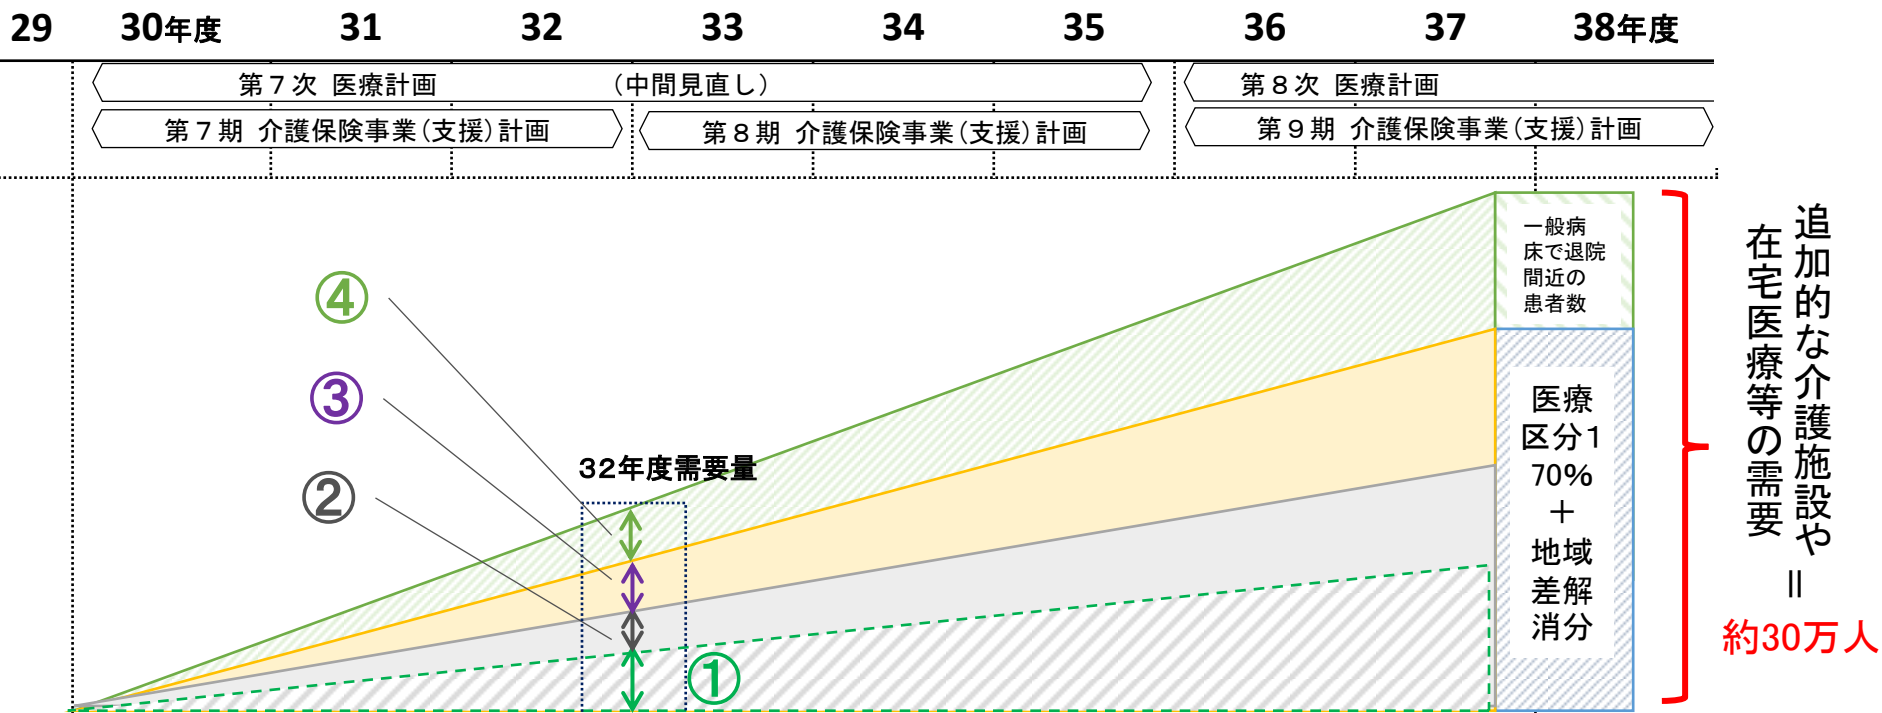 29 30年度 31 32 33 34 35 36 37 38年度
第７次 医療計画 (中間見直し)
第８次 医療計画
第７期 介護保険事業(支援)計画
第８期 介護保険事業(支援)計画
第９期 介護保険事業(支援)計画
④
③
②
①
32年度需要量
一般病
床で退院
間近の
患者数
医療
区分1
70%
＋
地域
差解
消分
追加的な介護施設や
在宅医療等の需要
＝
約30万人